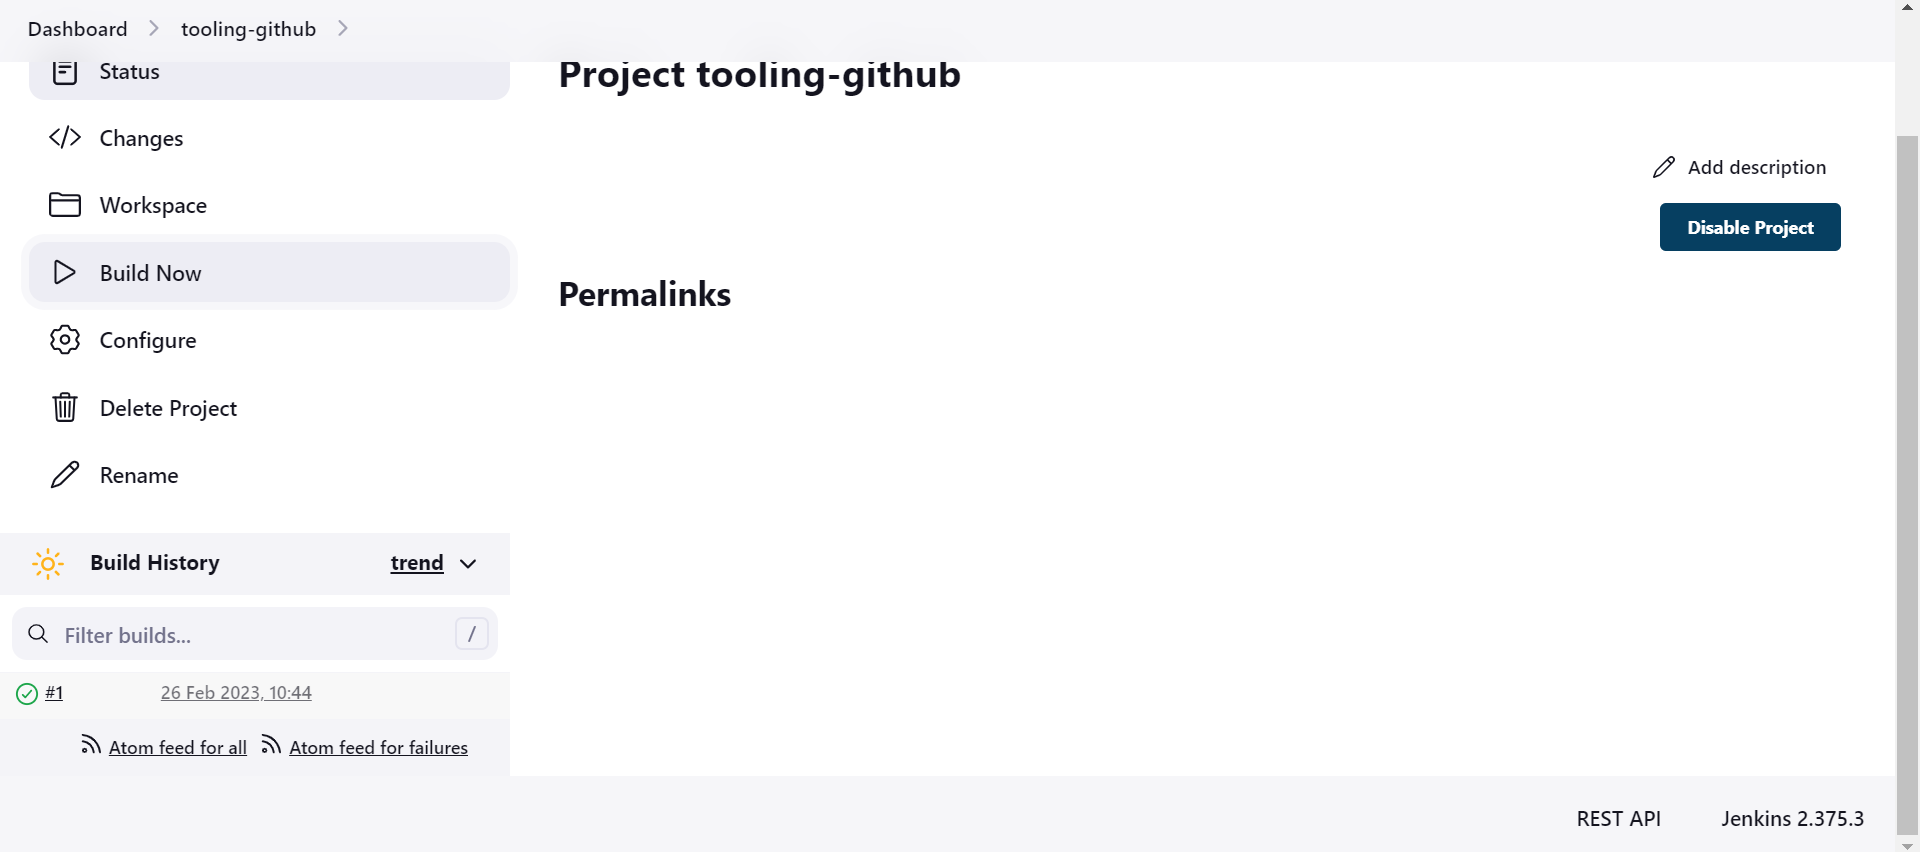 Dashboard tooling-github
Status
Changes
Workspace
Build Now
Configure
Delete Project
Rename
Build History trend
Filter builds... /
#1 26 Feb 2023, 10:44
Atom feed for all Atom feed for failures
Project tooling-github
Add description
Disable Project
Permalinks
REST API Jenkins 2.375.3